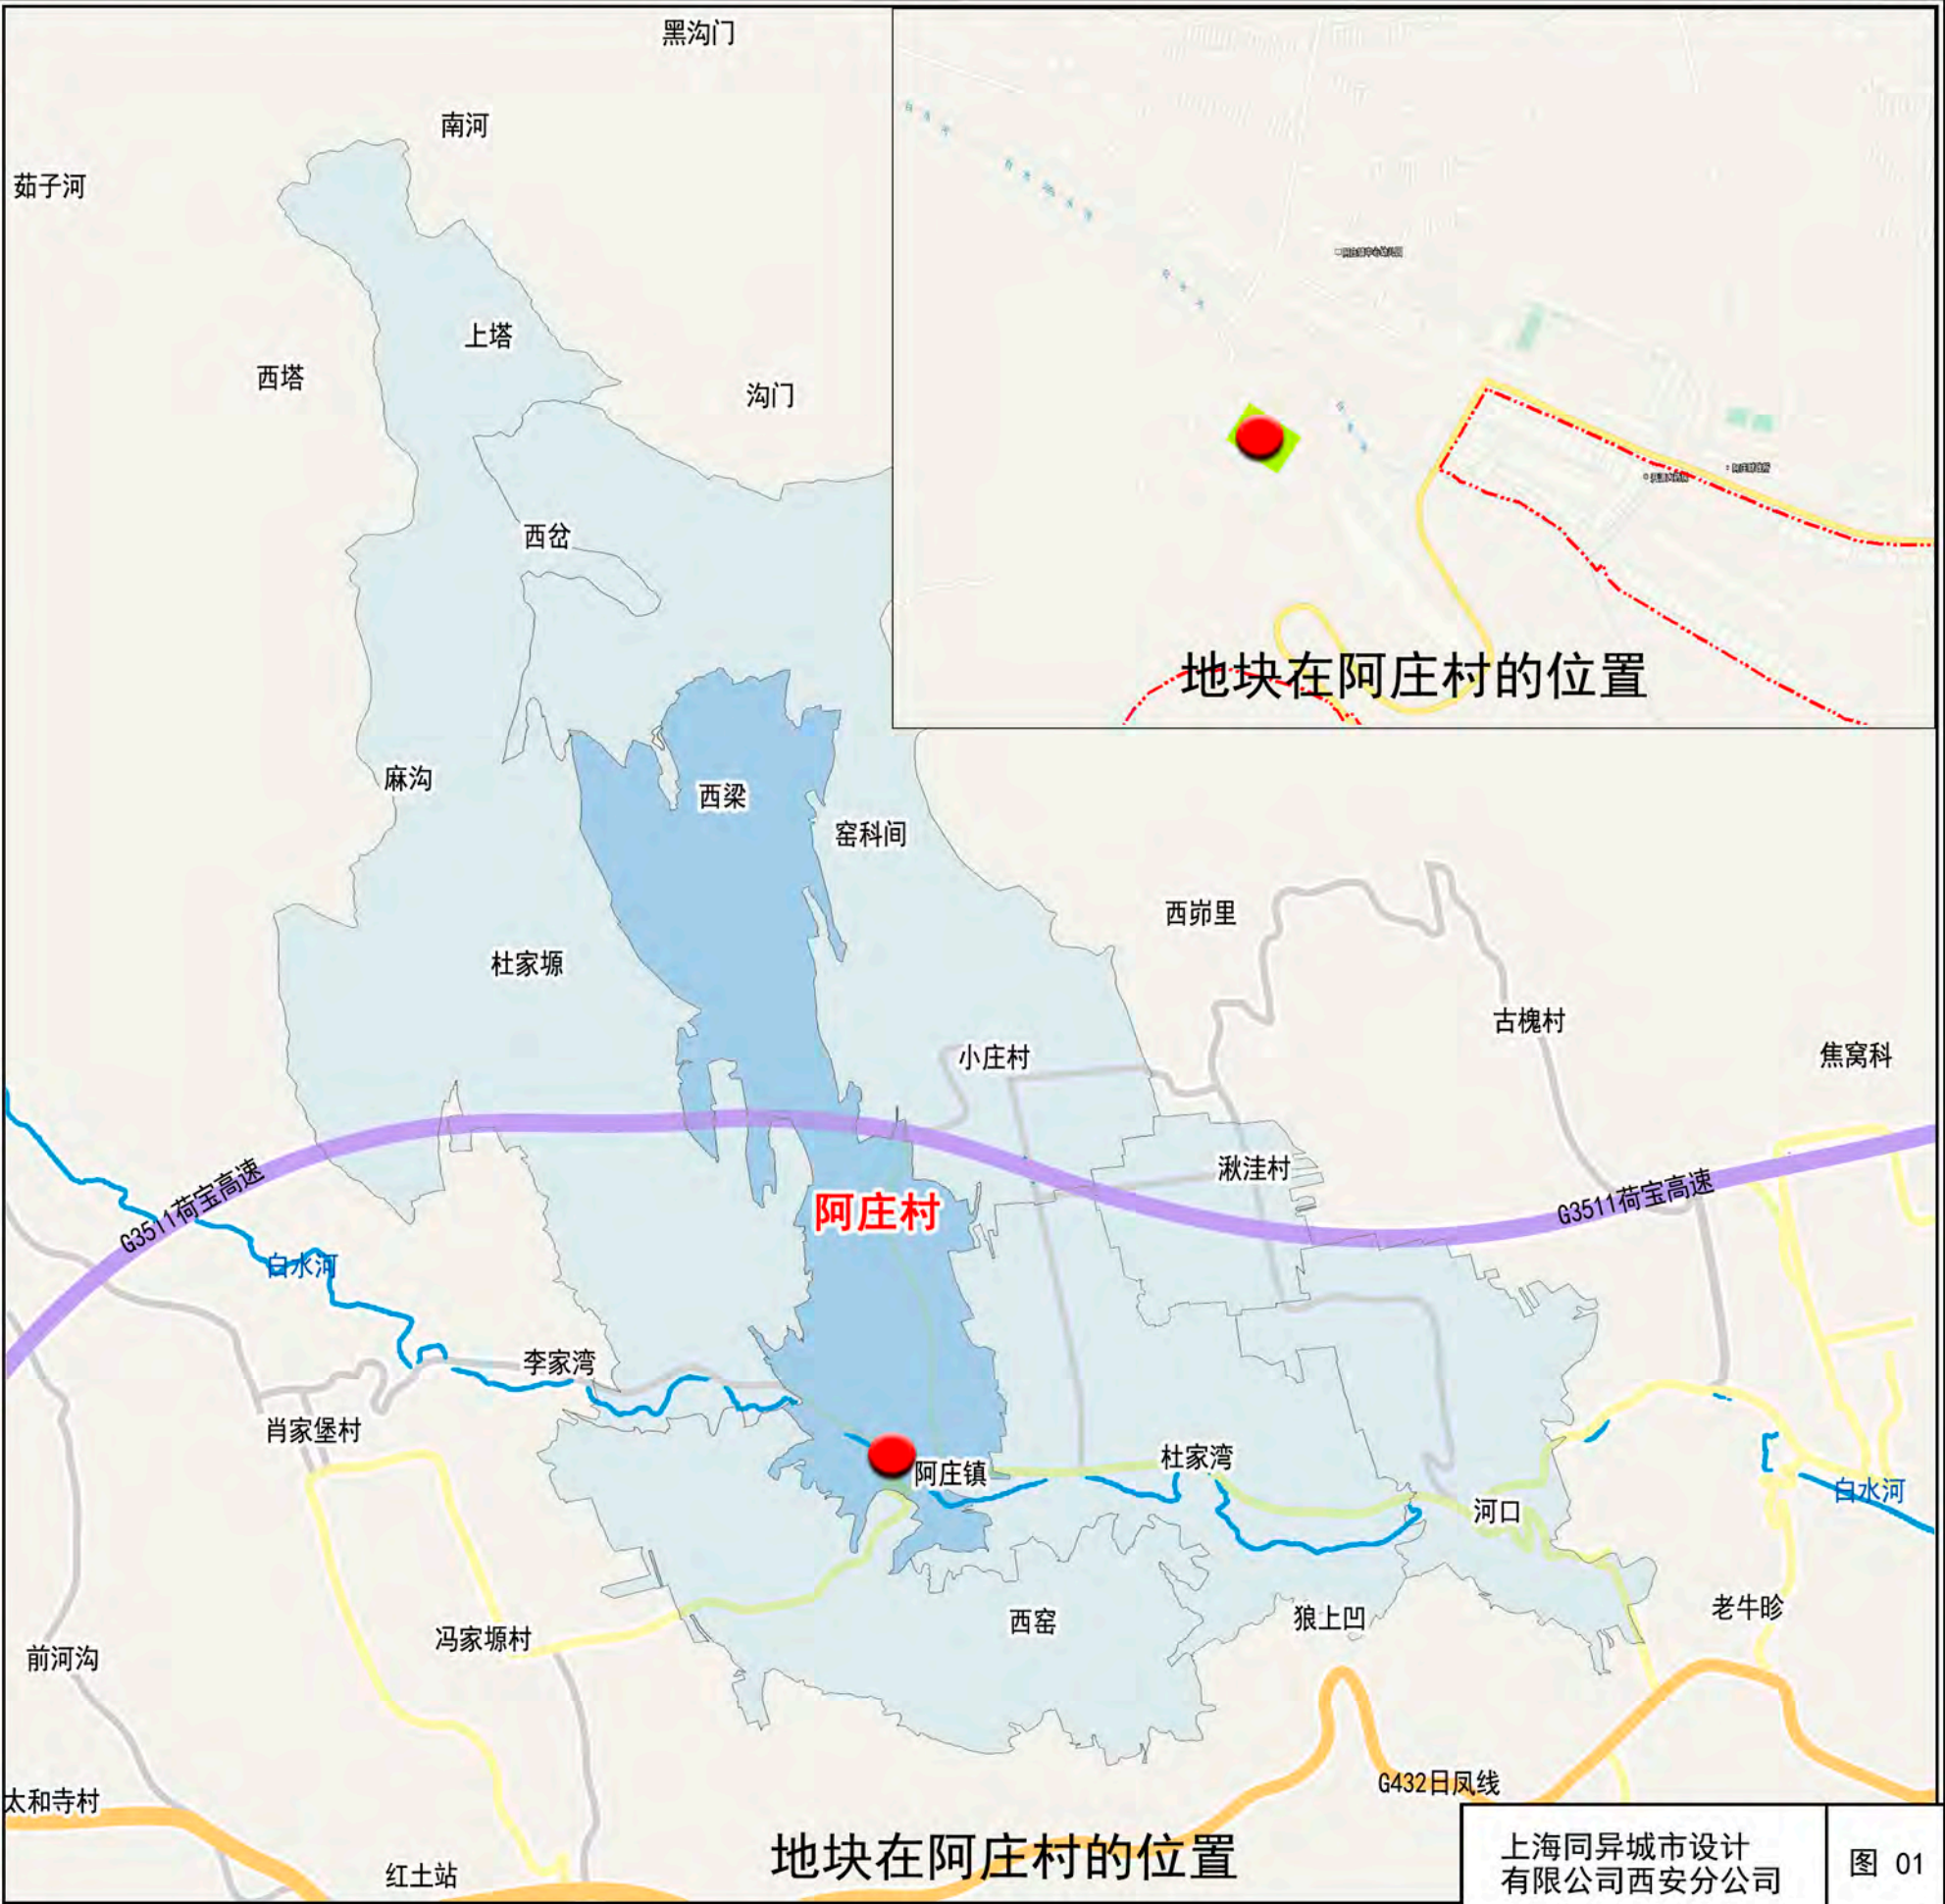 黑沟门
南河
茹子河
上塔
西塔
沟门
西岔
地块在阿庄村的位置
麻沟
西梁
窑科间
西峁里
杜家塬
古槐村
小庄村
焦窝科
湫洼村
G3511荷宝高速
G3511荷宝高速
阿庄村
白水河
李家湾
肖家堡村
杜家湾
阿庄镇
白水河
河口
老牛昣
狼上凹
西窑
冯家塬村
前河沟
G432日凤线
太和寺村
地块在阿庄村的位置
红土站
上海同异城市设计
有限公司西安分公司
图 01